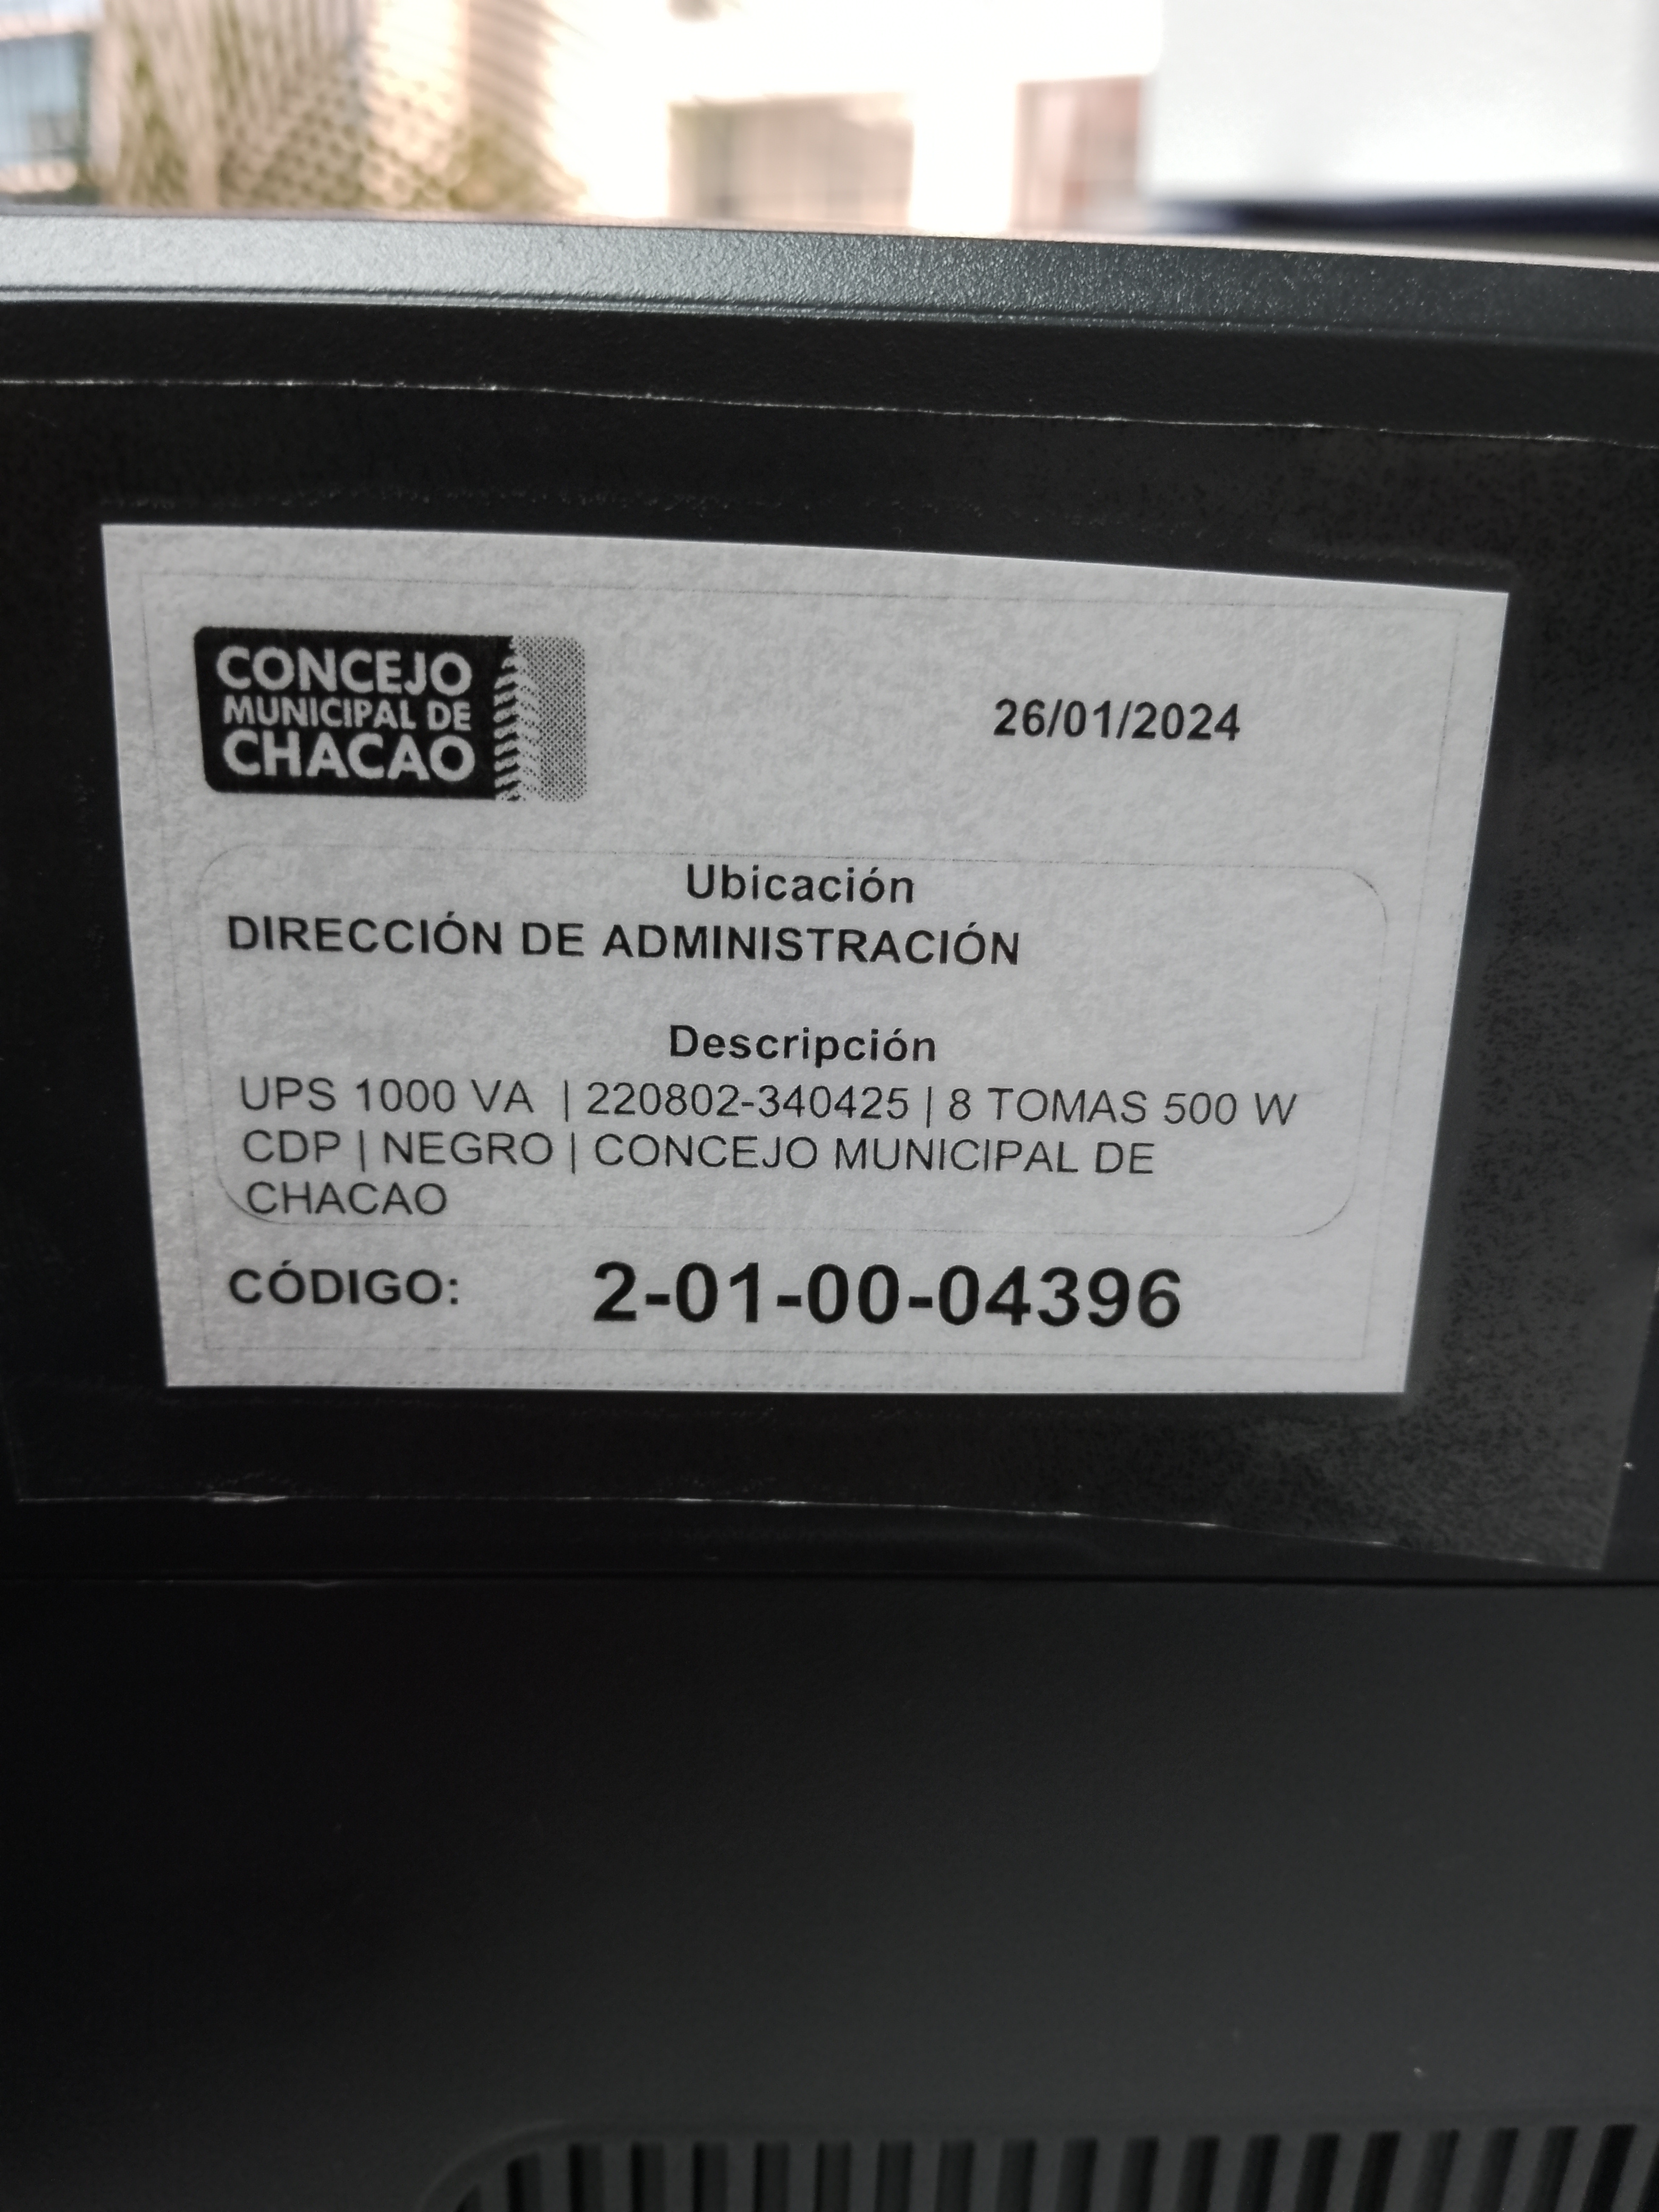 CONCEJO
MUNICIPAL DE
CHACAO
26/01/2024
Ubicación
DIRECCIÓN DE ADMINISTRACIÓN
Descripción
UPS 1000 VA | 220802-340425 | 8 TOMAS 500 W
CDP | NEGRO | CONCEJO MUNICIPAL DE
CHACAO
CÓDIGO: 2-01-00-04396